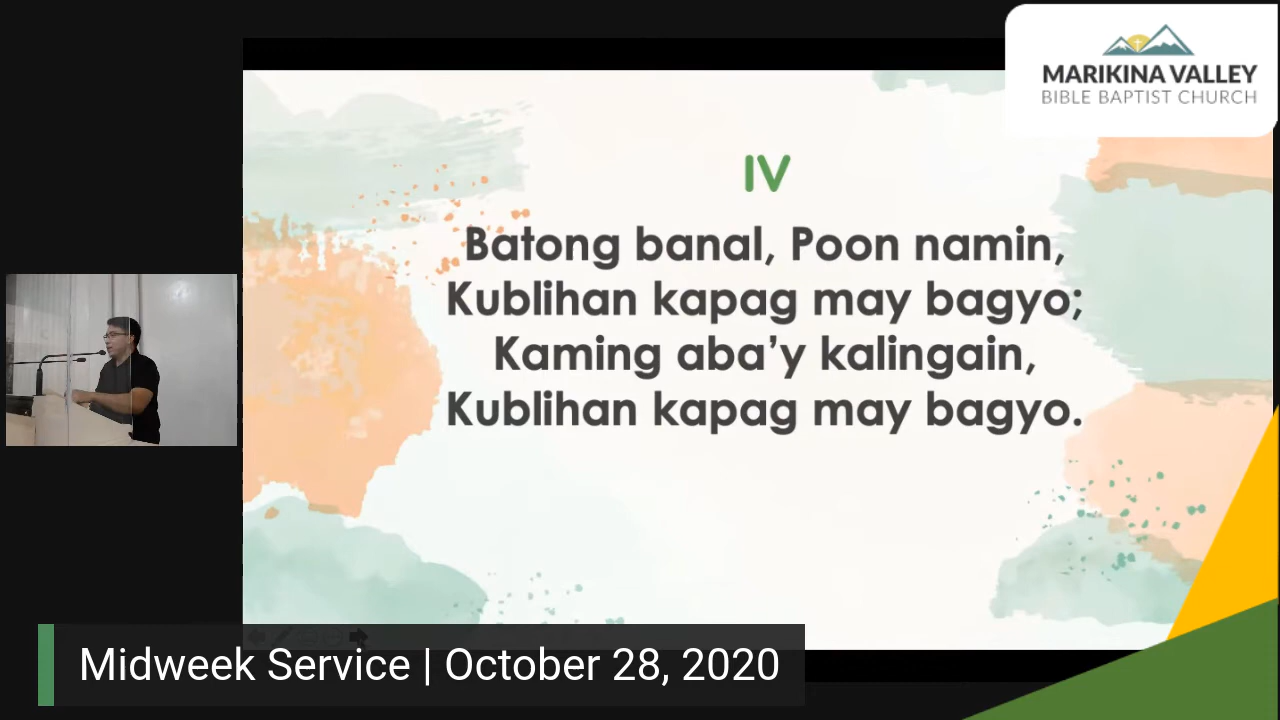 MARIKINA VALLEY
BIBLE BAPTIST CHURCH
IV
Batong banal, Poon namin,
Kublihan kapag may bagyo;
Kaming aba’y kalingain,
Kublihan kapag may bagyo.
Midweek Service | October 28, 2020